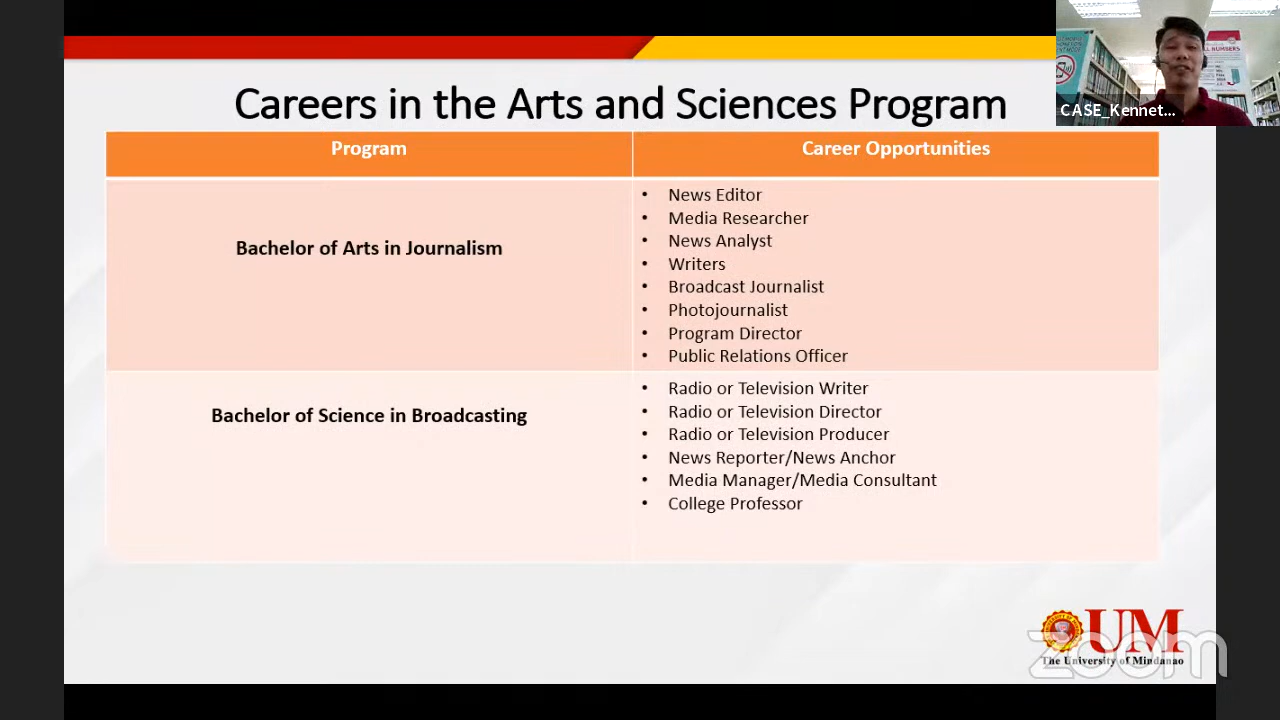 Careers in the Arts and Sciences Program
CASE_Kennet...
Program
Career Opportunities
Bachelor of Arts in Journalism
• News Editor
• Media Researcher
• News Analyst
• Writers
• Broadcast Journalist
• Photojournalist
• Program Director
• Public Relations Officer
Bachelor of Science in Broadcasting
• Radio or Television Writer
• Radio or Television Director
• Radio or Television Producer
• News Reporter/News Anchor
• Media Manager/Media Consultant
• College Professor
UM
The University of Mindanao
zoom